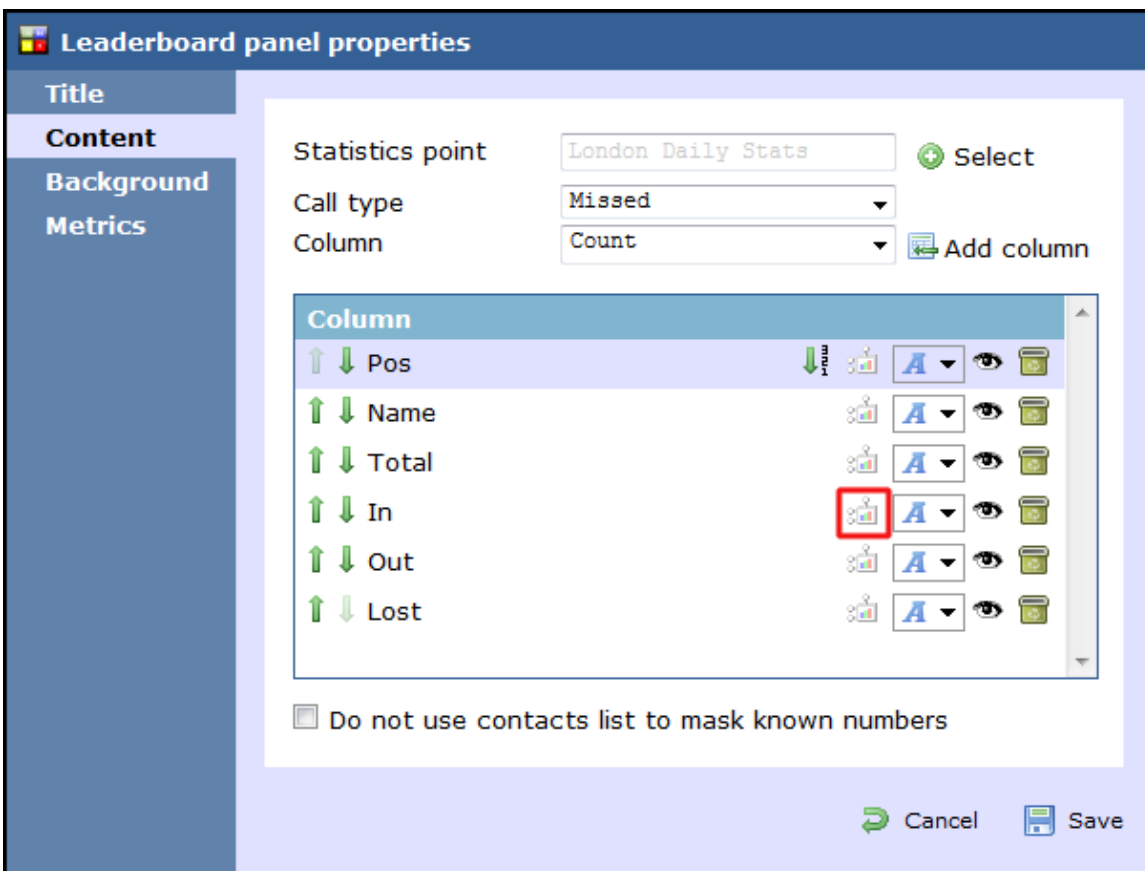 Leaderboard panel properties
Title
Content
Background
Metrics
Statistics point London Daily Stats Select
Call type Missed
Column Count Add column
Column
Pos
Name
Total
In
Out
Lost
Do not use contacts list to mask known numbers
Cancel Save